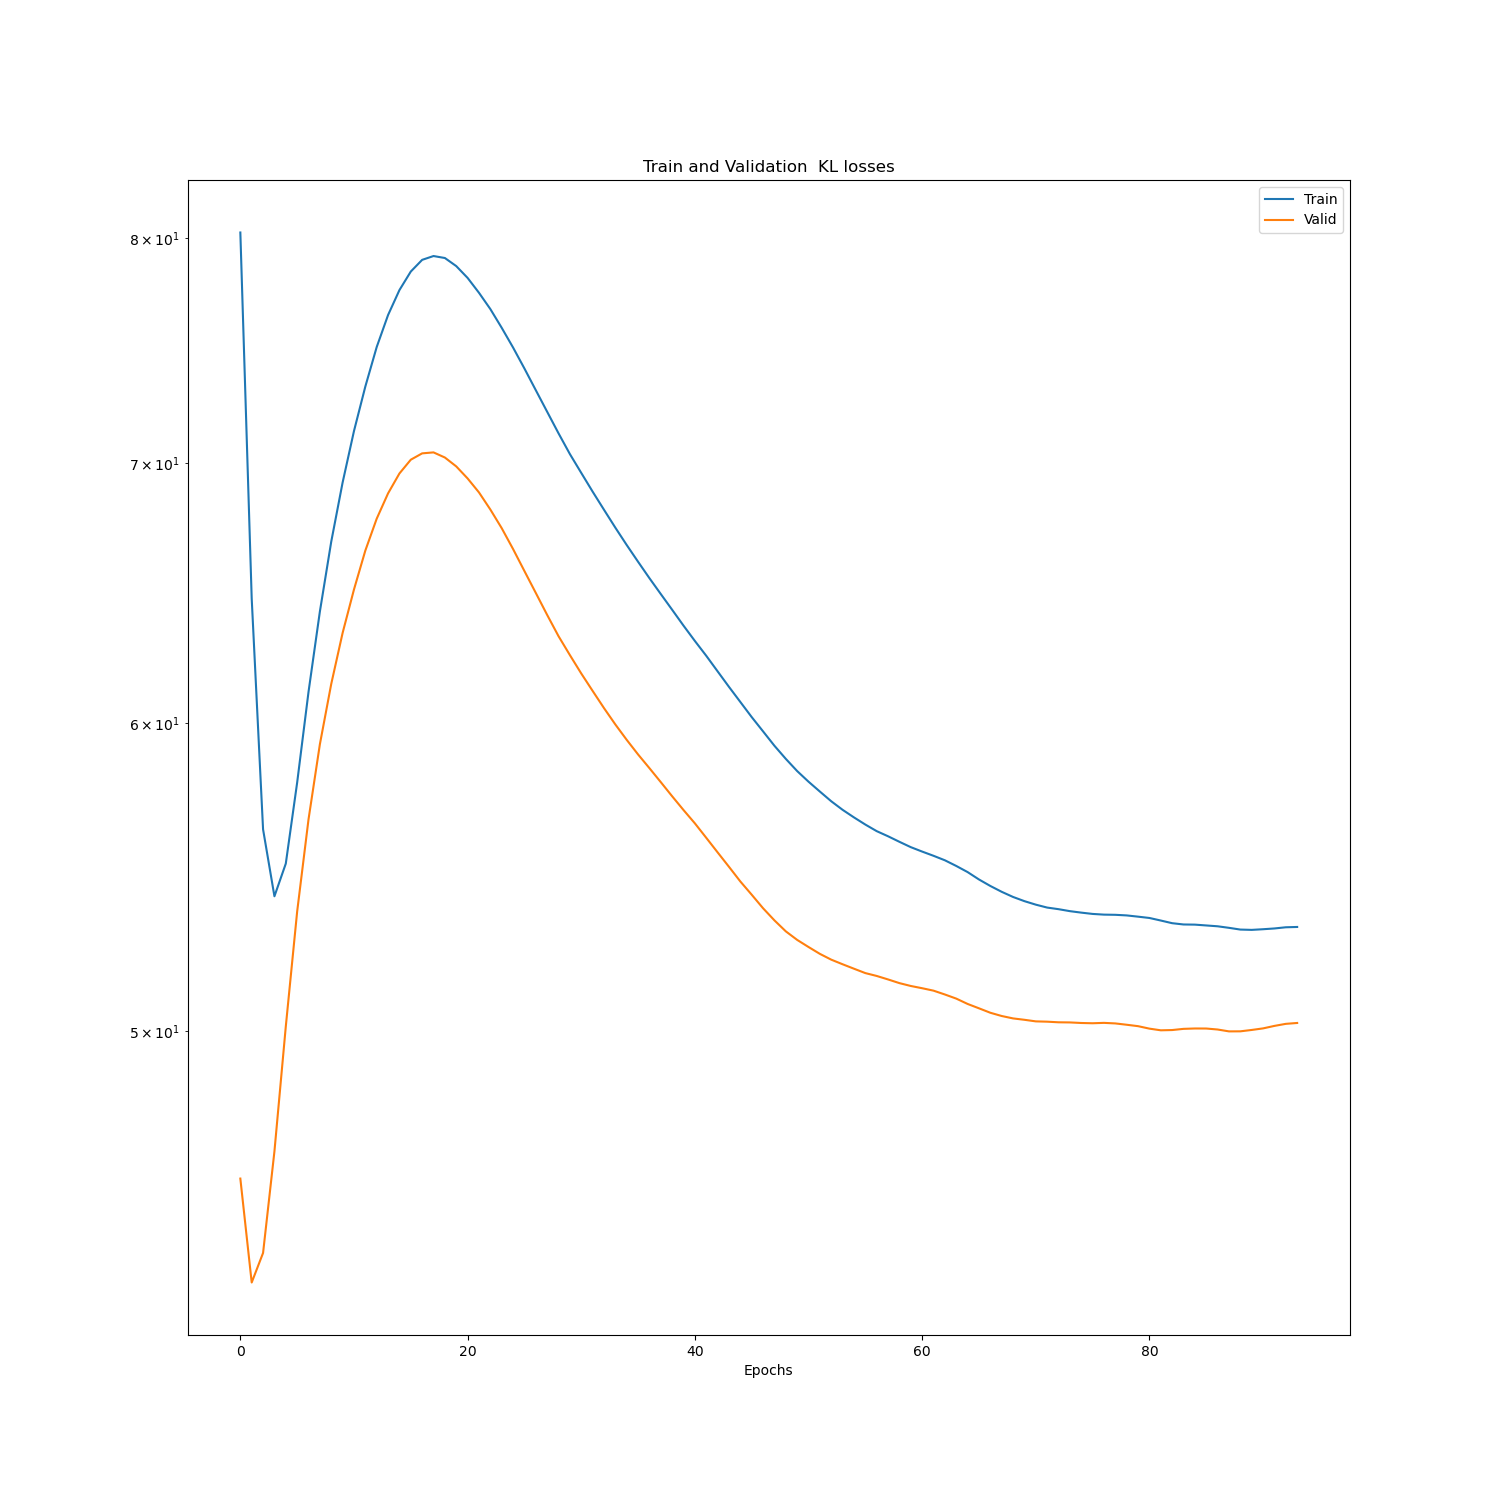 Train and Validation  KL losses
Train
Valid
8 × 10¹
7 × 10¹
6 × 10¹
5 × 10¹
0 20 40 60 80
Epochs